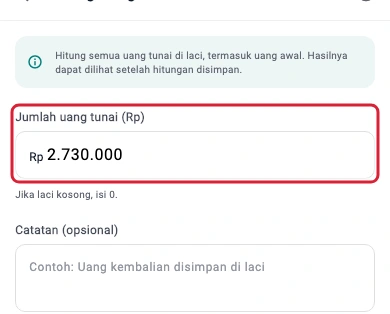 Hitung semua uang tunai di laci, termasuk uang awal. Hasilnya
dapat dilihat setelah hitungan disimpan.
Jumlah uang tunai (Rp)
Rp 2.730.000
Jika laci kosong, isi 0.
Catatan (opsional)
Contoh: Uang kembalian disimpan di laci